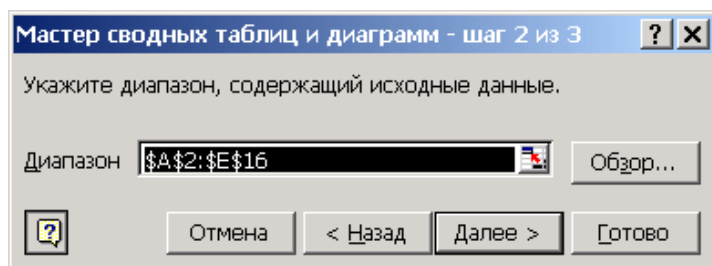 Мастер сводных таблиц и диаграмм - шаг 2 из 3
Укажите диапазон, содержащий исходные данные.
Диапазон $A$2:$E$16 Обзор...
Отмена < Назад Далее > Готово